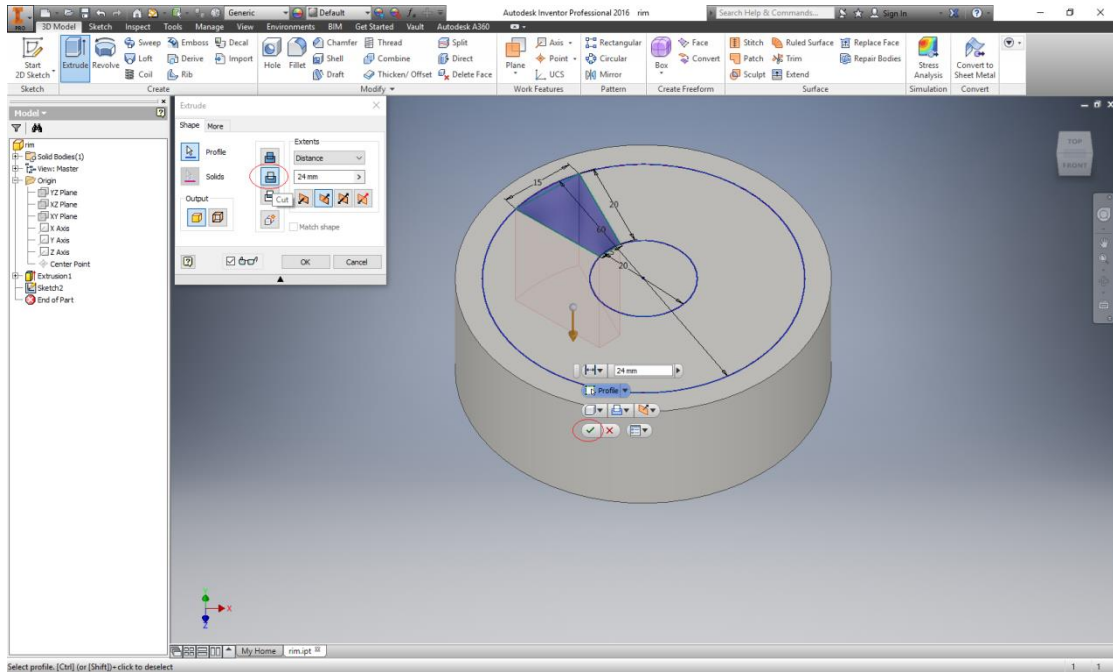 PRO
Generic
Default
Autodesk Inventor Professional 2016 rim
Search Help & Commands...
Sign In
3D Model Sketch Inspect Tools Manage View Environments BIM Get Started Vault Autodesk A360
Start
2D Sketch
Extrude
Revolve
Sweep
Loft
Coil
Emboss
Derive
Rib
Decal
Import
Hole
Fillet
Chamfer
Shell
Draft
Thread
Combine
Thicken/ Offset
Split
Direct
Delete Face
Plane
Axis
Point
UCS
Rectangular
Circular
Mirror
Box
Face
Convert
Stitch
Patch
Sculpt
Ruled Surface
Trim
Extend
Replace Face
Repair Bodies
Stress
Analysis
Convert to
Sheet Metal
Sketch Create Modify Work Features Pattern Create Freeform Surface Simulation Convert
Model
rim
Solid Bodies(1)
View: Master
Origin
YZ Plane
XZ Plane
XY Plane
X Axis
Y Axis
Z Axis
Center Point
Extrusion1
Sketch2
End of Part
Extrude
Shape More
Profile
Solids
Output
Extents
Distance
24 mm
Cut
Match shape
OK Cancel
15
20
60
20
24 mm
Profile
TOP
FRONT
Y
X
Z
My Home rim.ipt
Select profile. [Ctrl] (or [Shift])+click to deselect
1 1